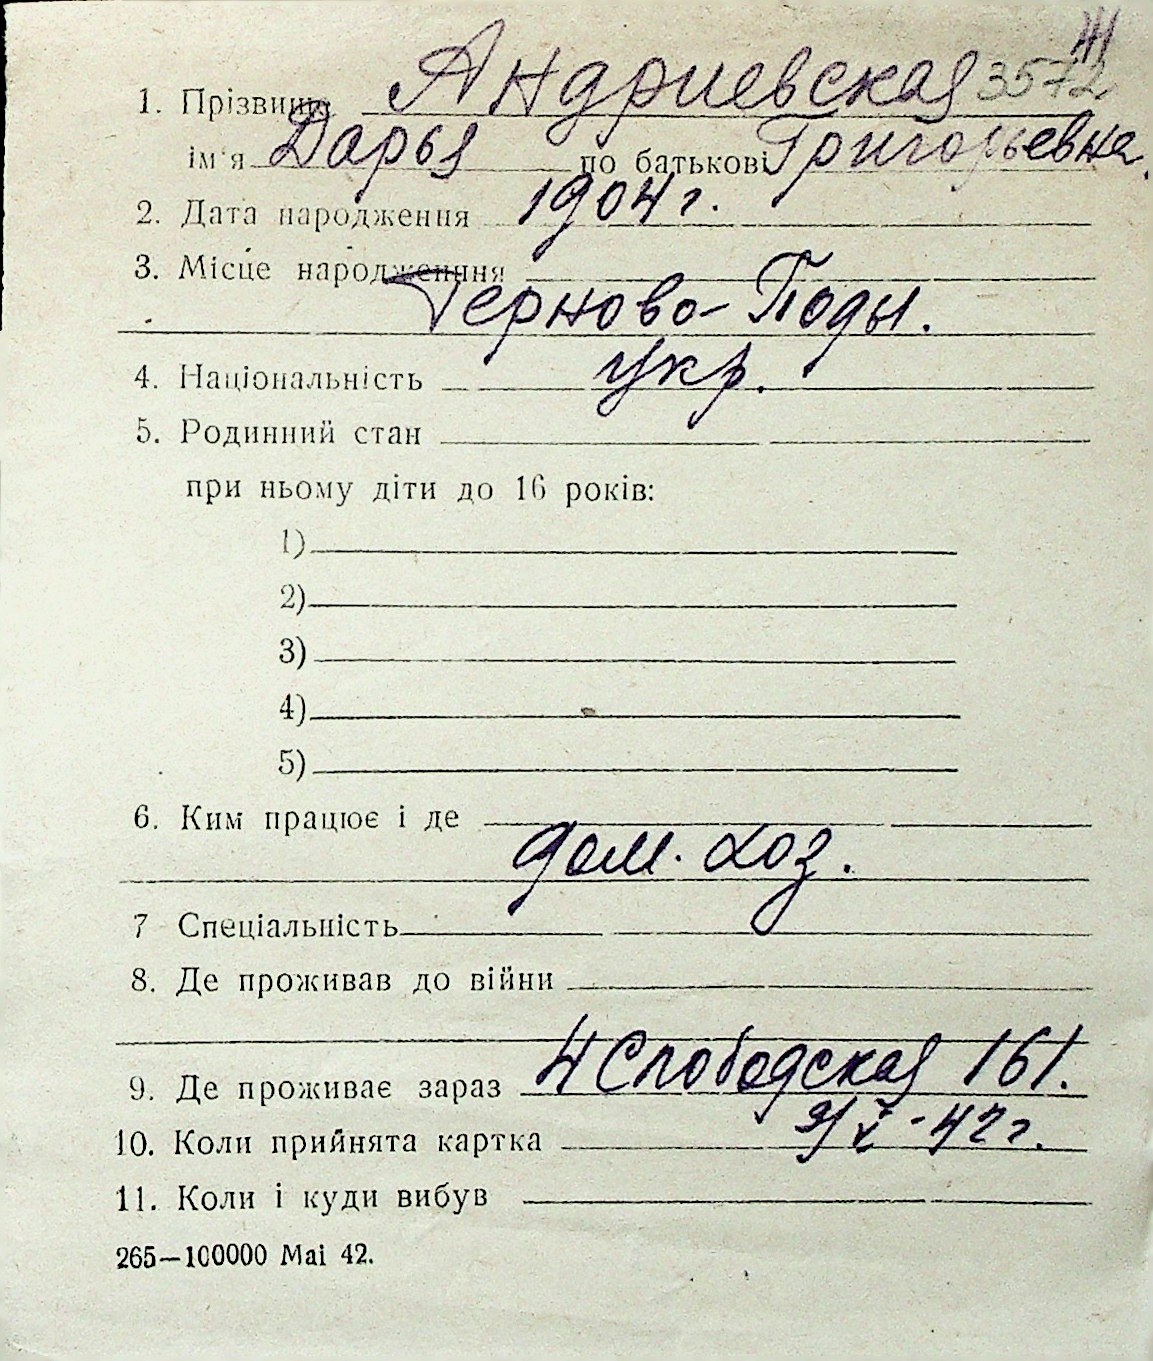 Ж
1. Прізвище Андриевская 3572
ім'я Дарья по батькові Григорьевна.
2. Дата народження 1904 г.
3. Місце народження
Терново-Поды.
4. Національність укр.
5. Родинний стан
при ньому діти до 16 років:
1)
2)
3)
4)
5)
6. Ким працює і де
дом. хоз.
7 Спеціальність
8. Де проживав до війни
9. Де проживає зараз 4 Слободская 161.
10. Коли прийнята картка 9/X - 42 г.
11. Коли і куди вибув
265—100000 Mai 42.